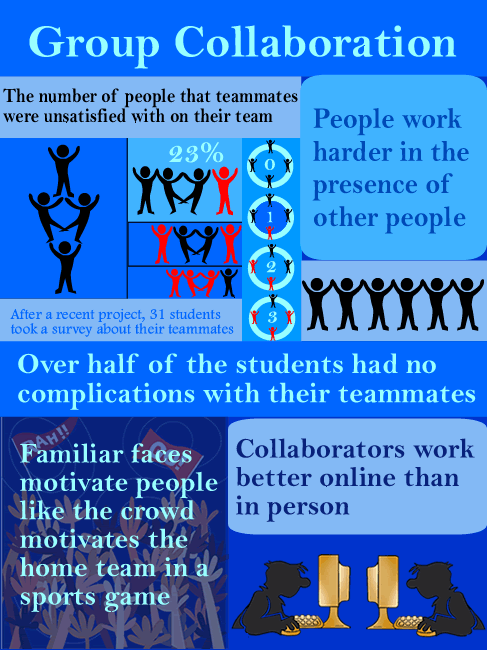 Group Collaboration
The number of people that teammates
were unsatisfied with on their team
23%
0
1
2
3
After a recent project, 31 students
took a survey about their teammates
People work
harder in the
presence of
other people
Over half of the students had no
complications with their teammates
RAH!!
GO!!
Familiar faces
motivate people
like the crowd
motivates the
home team in a
sports game
Collaborators work
better online than
in person